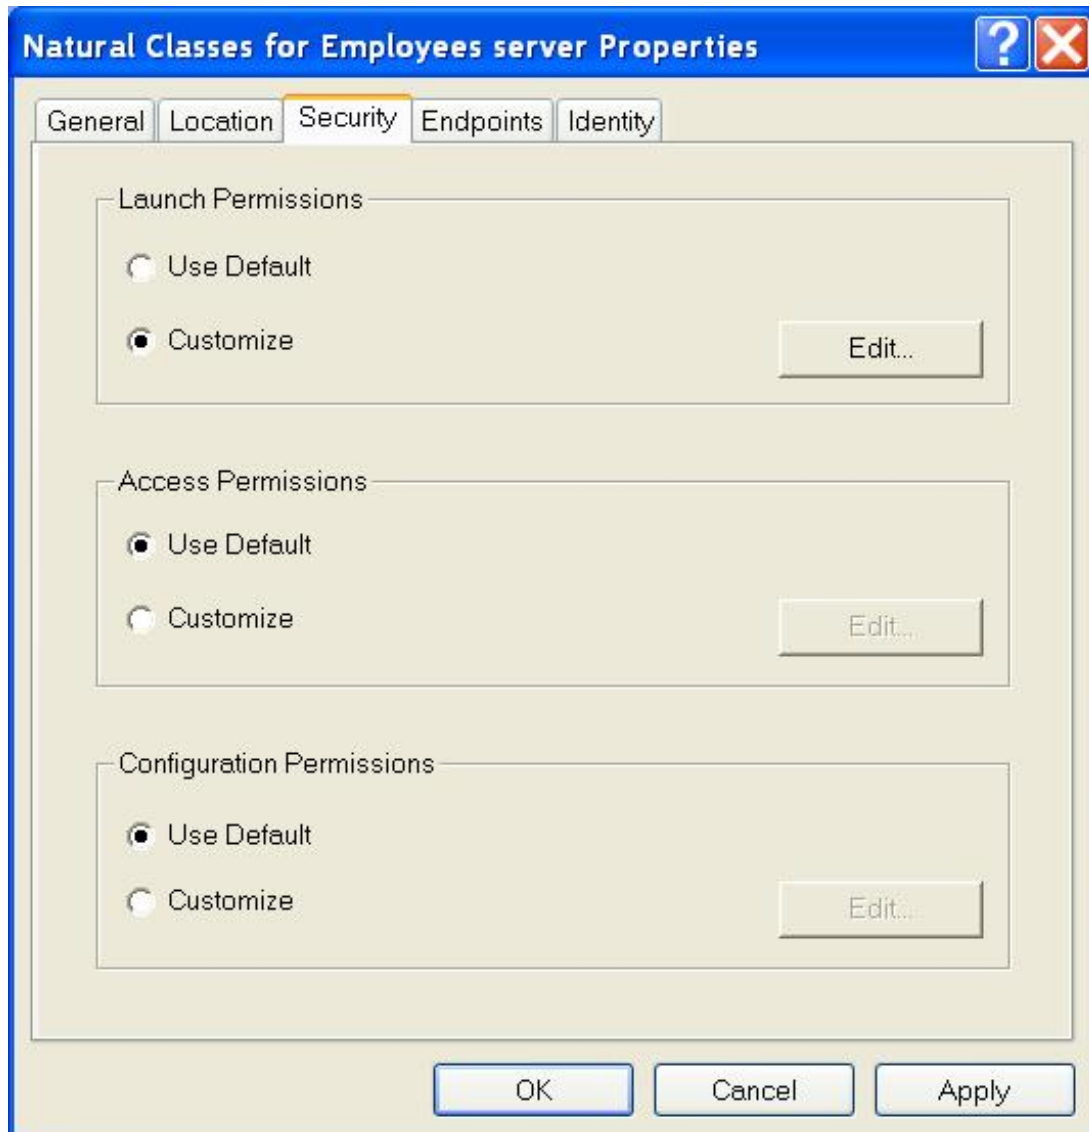 Natural Classes for Employees server Properties
General Location Security Endpoints Identity
Launch Permissions
Use Default
Customize
Edit...
Access Permissions
Use Default
Customize
Edit...
Configuration Permissions
Use Default
Customize
Edit...
OK Cancel Apply